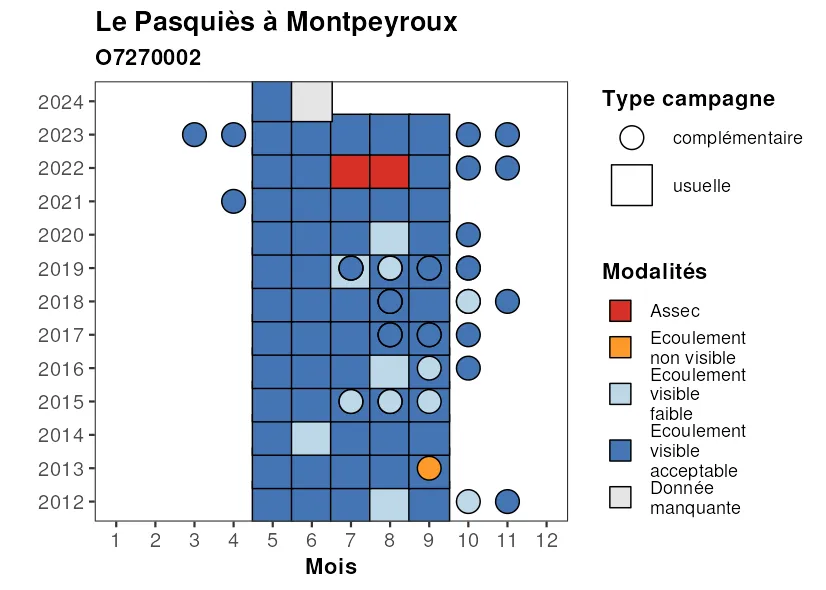 Le Pasquiès à Montpeyroux
O7270002
2024
2023
2022
2021
2020
2019
2018
2017
2016
2015
2014
2013
2012
1 2 3 4 5 6 7 8 9 10 11 12
Mois
Type campagne
complémentaire
usuelle
Modalités
Assec
Ecoulement
non visible
Ecoulement
visible
faible
Ecoulement
visible
acceptable
Donnée
manquante